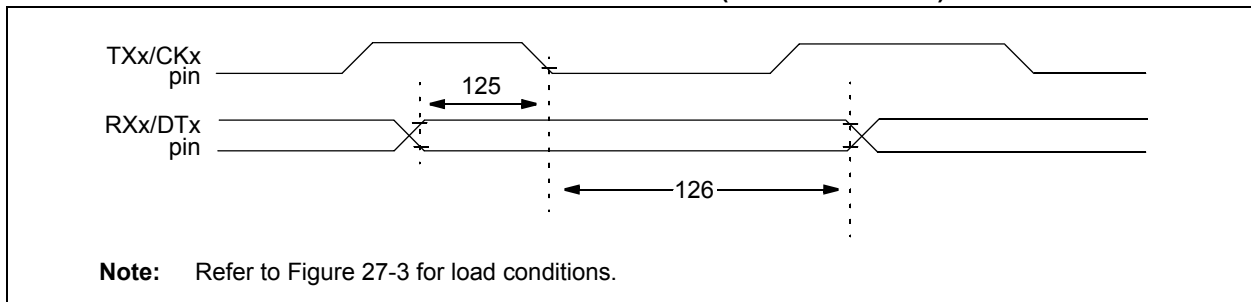 TXx/CKx
pin
125
RXx/DTx
pin
126
Note: Refer to Figure 27-3 for load conditions.